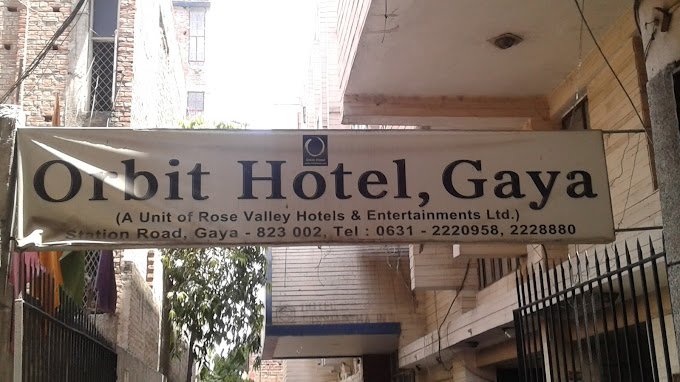 Orbit Hotel, Gaya
(A Unit of Rose Valley Hotels & Entertainments Ltd.)
Station Road, Gaya - 823 002, Tel : 0631 - 2220958, 2228880